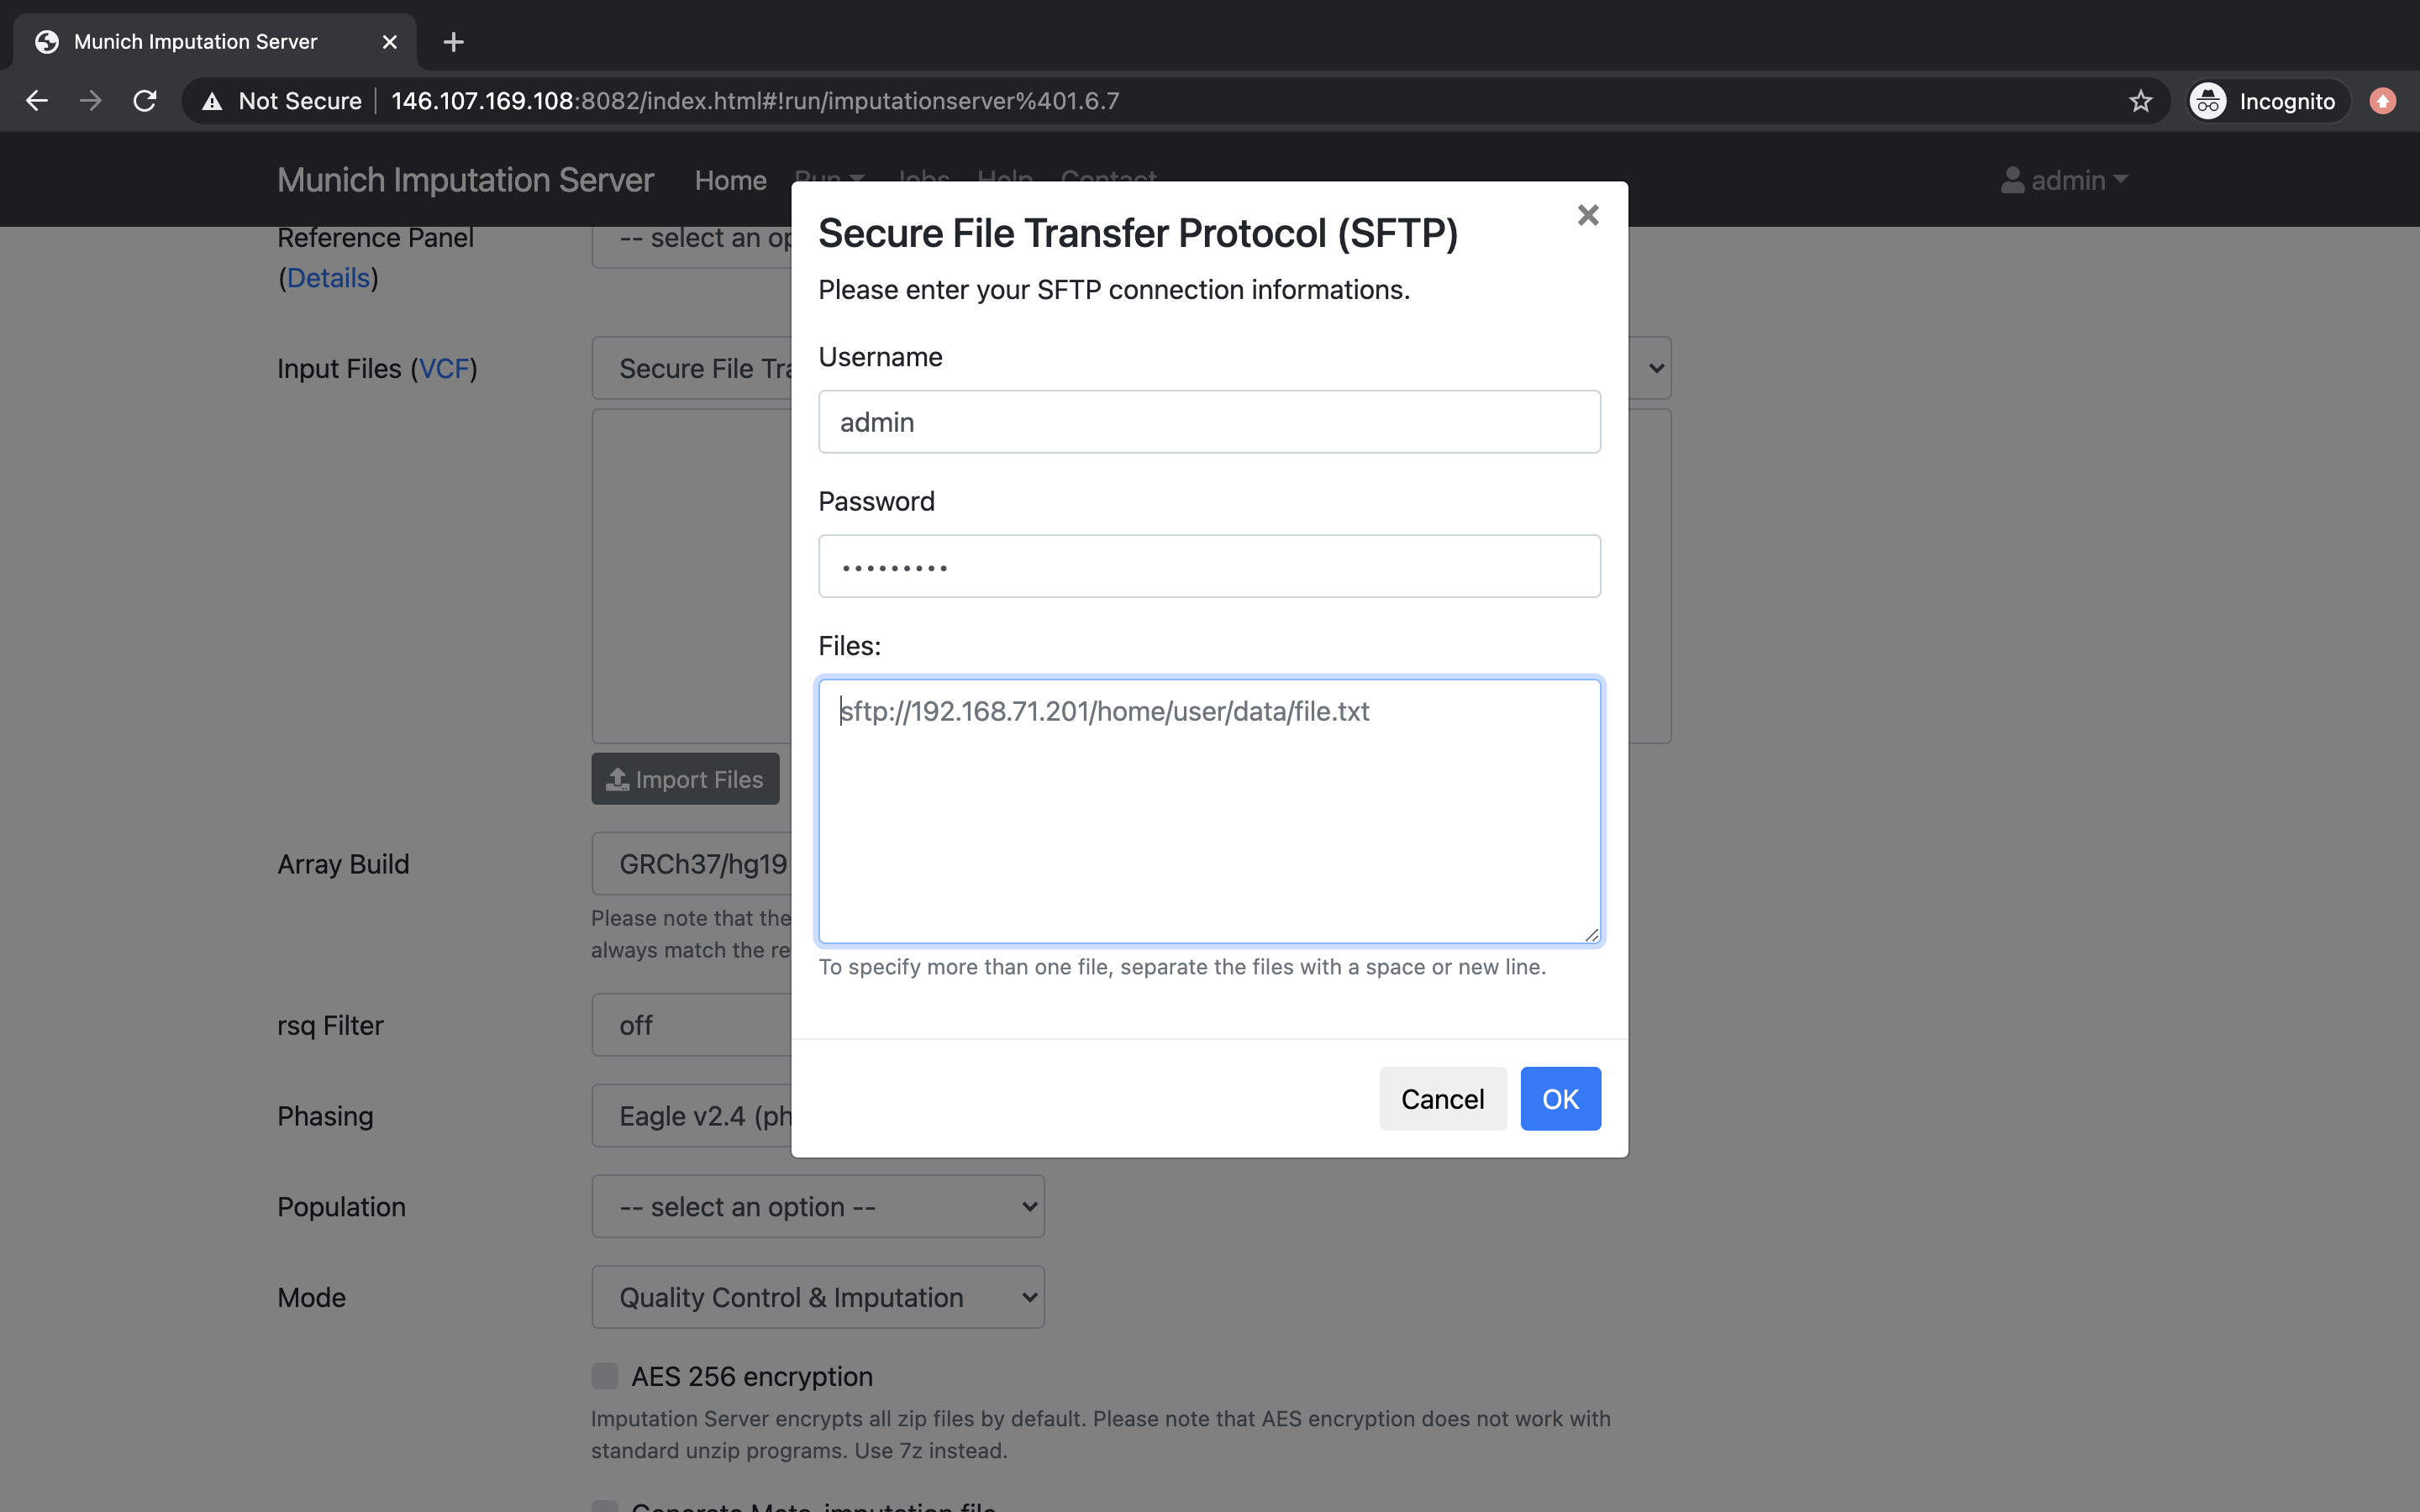 Munich Imputation Server
Not Secure 146.107.169.108:8082/index.html#!run/imputationserver%401.6.7
Incognito
Munich Imputation Server Home Run Jobs Help Contact admin
Reference Panel
(Details)
-- select an op
Input Files (VCF)
Secure File Tra
Import Files
Array Build
GRCh37/hg19
Please note that the
always match the re
rsq Filter
off
Phasing
Eagle v2.4 (ph
Population
-- select an option --
Mode
Quality Control & Imputation
AES 256 encryption
Imputation Server encrypts all zip files by default. Please note that AES encryption does not work with
standard unzip programs. Use 7z instead.
Generate Meta-imputation file
Secure File Transfer Protocol (SFTP)
Please enter your SFTP connection informations.
Username
admin
Password
•••••••••
Files:
sftp://192.168.71.201/home/user/data/file.txt
To specify more than one file, separate the files with a space or new line.
Cancel
OK